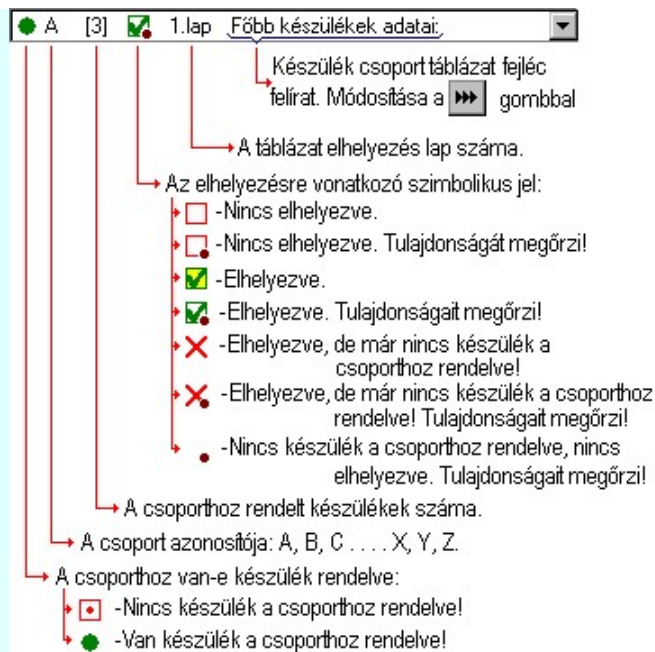 A [3] 1.lap Főbb készülékek adatai:
Készülék csoport táblázat fejléc
felírat. Módosítása a gombbal
A táblázat elhelyezés lap száma.
Az elhelyezésre vonatkozó szimbolikus jel:
-Nincs elhelyezve.
-Nincs elhelyezve. Tulajdonságát megőrzi!
-Elhelyezve.
-Elhelyezve. Tulajdonságait megőrzi!
-Elhelyezve, de már nincs készülék a
csoporthoz rendelve!
-Elhelyezve, de már nincs készülék a csoporthoz
rendelve! Tulajdonságait megőrzi!
-Nincs készülék a csoporthoz rendelve, nincs
elhelyezve. Tulajdonságait megőrzi!
A csoporthoz rendelt készülékek száma.
A csoport azonosítója: A, B, C . . . . X, Y, Z.
A csoporthoz van-e készülék rendelve:
-Nincs készülék a csoporthoz rendelve!
-Van készülék a csoporthoz rendelve!